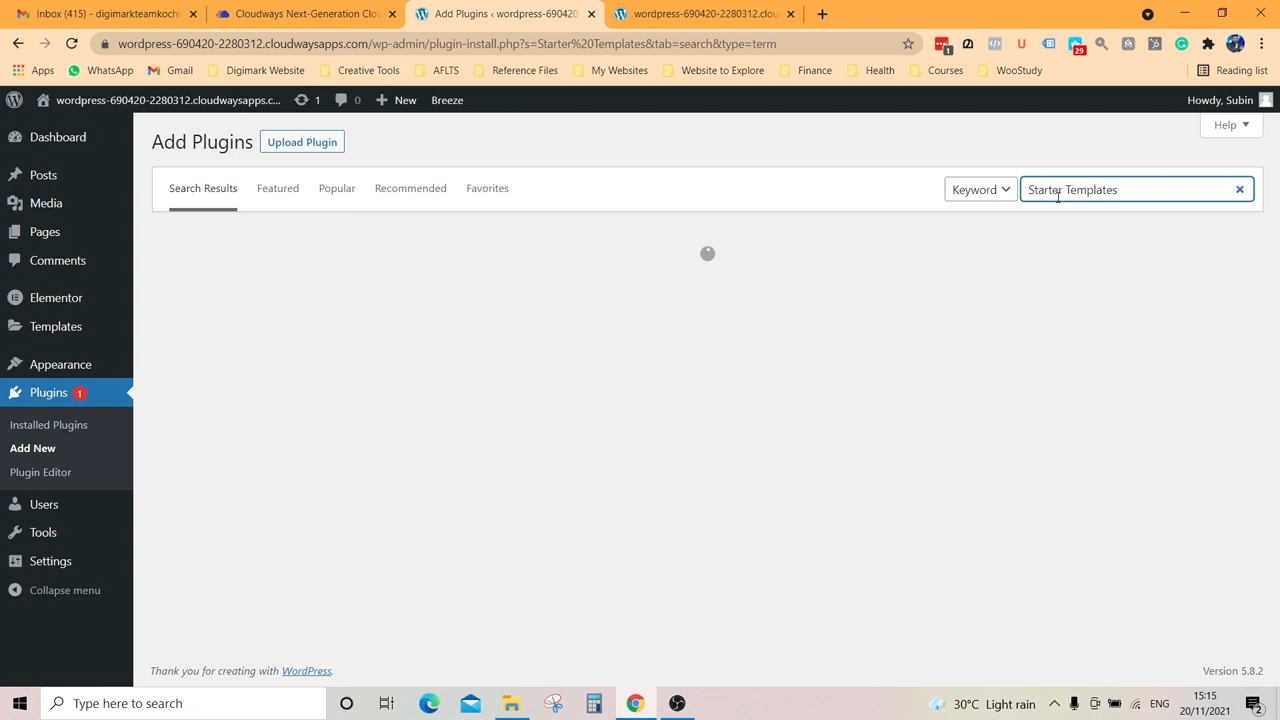 Inbox (415) - digimarkteamkochi
Cloudways Next-Generation Clou
Add Plugins ‹ wordpress-690420
wordpress-690420-2280312.clou
wordpress-690420-2280312.cloudwaysapps.com/wp-admin/plugin-install.php?s=Starter%20Templates&tab=search&type=term
1
29
Apps
WhatsApp
Gmail
Digimark Website
Creative Tools
AFLTS
Reference Files
My Websites
Website to Explore
Finance
Health
Courses
WooStudy
Reading list
wordpress-690420-2280312.cloudwaysapps.c...
1
0
New
Breeze
Howdy, Subin
Dashboard
Posts
Media
Pages
Comments
Elementor
Templates
Appearance
Plugins 1
Installed Plugins
Add New
Plugin Editor
Users
Tools
Settings
Collapse menu
Add Plugins
Upload Plugin
Help
Search Results
Featured
Popular
Recommended
Favorites
Keyword
Starter Templates
Thank you for creating with WordPress.
Version 5.8.2
Type here to search
30°C Light rain
ENG
15:15
20/11/2021
2